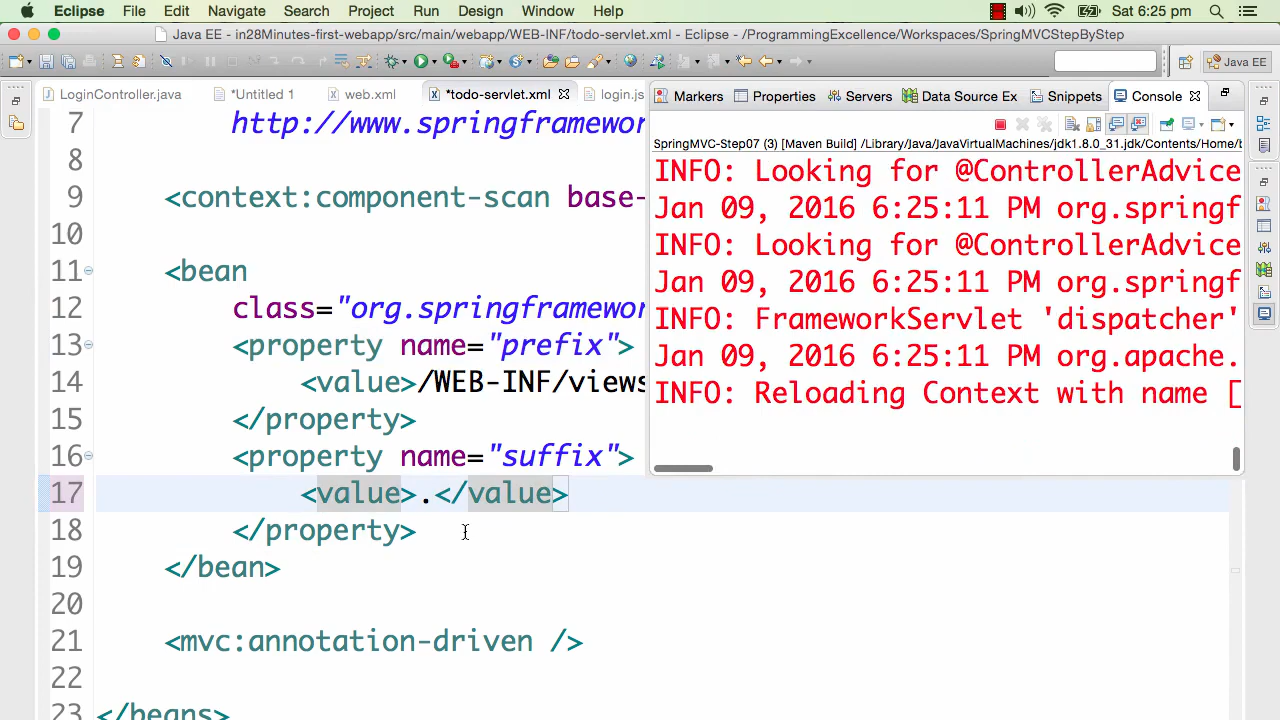 Eclipse File Edit Navigate Search Project Run Design Window Help Sat 6:25 pm
Java EE - in28Minutes-first-webapp/src/main/webapp/WEB-INF/todo-servlet.xml - Eclipse - /ProgrammingExcellence/Workspaces/SpringMVCStepByStep
Java EE
LoginController.java *Untitled 1 web.xml *todo-servlet.xml login.js
Markers Properties Servers Data Source Ex Snippets Console
SpringMVC-Step07 (3) [Maven Build] /Library/Java/JavaVirtualMachines/jdk1.8.0_31.jdk/Contents/Home/b
7 http://www.springframewor
8
9 <context:component-scan base-
10
11 <bean
12 class="org.springframewor
13 <property name="prefix">
14 <value>/WEB-INF/views
15 </property>
16 <property name="suffix">
17 <value>.</value>
18 </property>
19 </bean>
20
21 <mvc:annotation-driven />
22
23 </beans>
INFO: Looking for @ControllerAdvice
Jan 09, 2016 6:25:11 PM org.springf
INFO: Looking for @ControllerAdvice
Jan 09, 2016 6:25:11 PM org.springf
INFO: FrameworkServlet 'dispatcher'
Jan 09, 2016 6:25:11 PM org.apache.
INFO: Reloading Context with name [